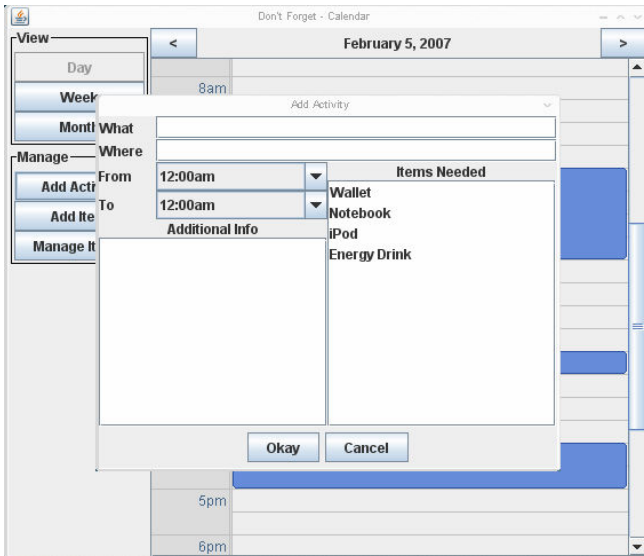 Don't Forget - Calendar
View
< February 5, 2007 >
Day
Week
Month
Manage
Add Acti
Add Ite
Manage It
8am
Add Activity
What
Where
From 12:00am
To 12:00am
Items Needed
Wallet
Notebook
iPod
Energy Drink
Additional Info
Okay Cancel
5pm
6pm